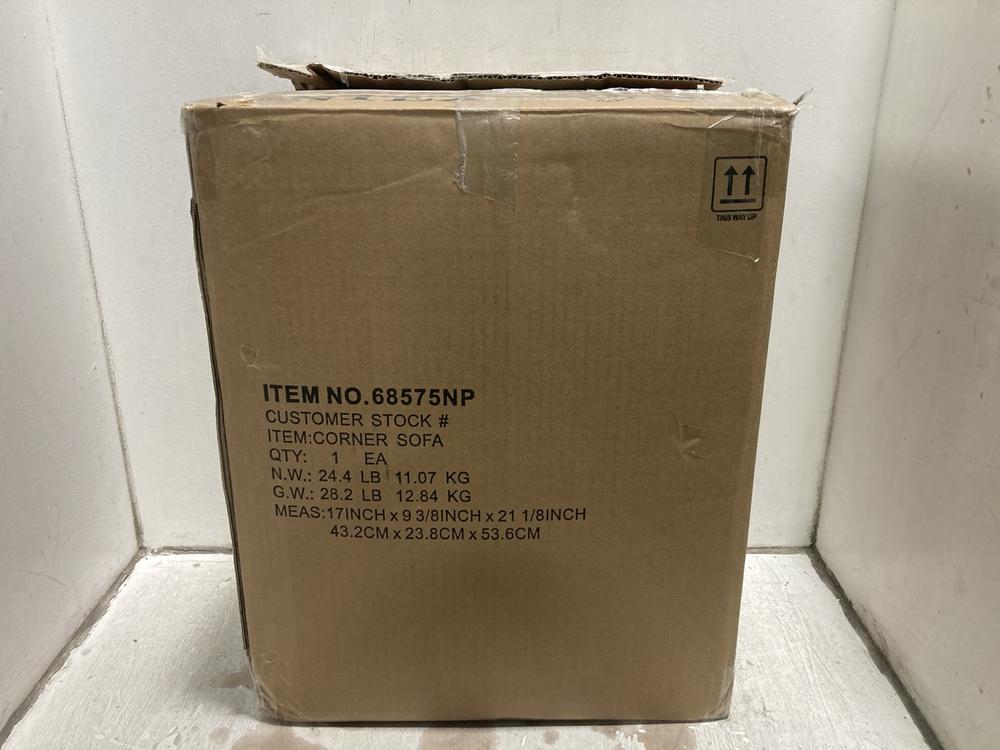 THIS WAY UP
ITEM NO.68575NP
CUSTOMER STOCK #
ITEM:CORNER SOFA
QTY: 1 EA
N.W.: 24.4 LB 11.07 KG
G.W.: 28.2 LB 12.84 KG
MEAS:17INCH x 9 3/8INCH x 21 1/8INCH
43.2CM x 23.8CM x 53.6CM